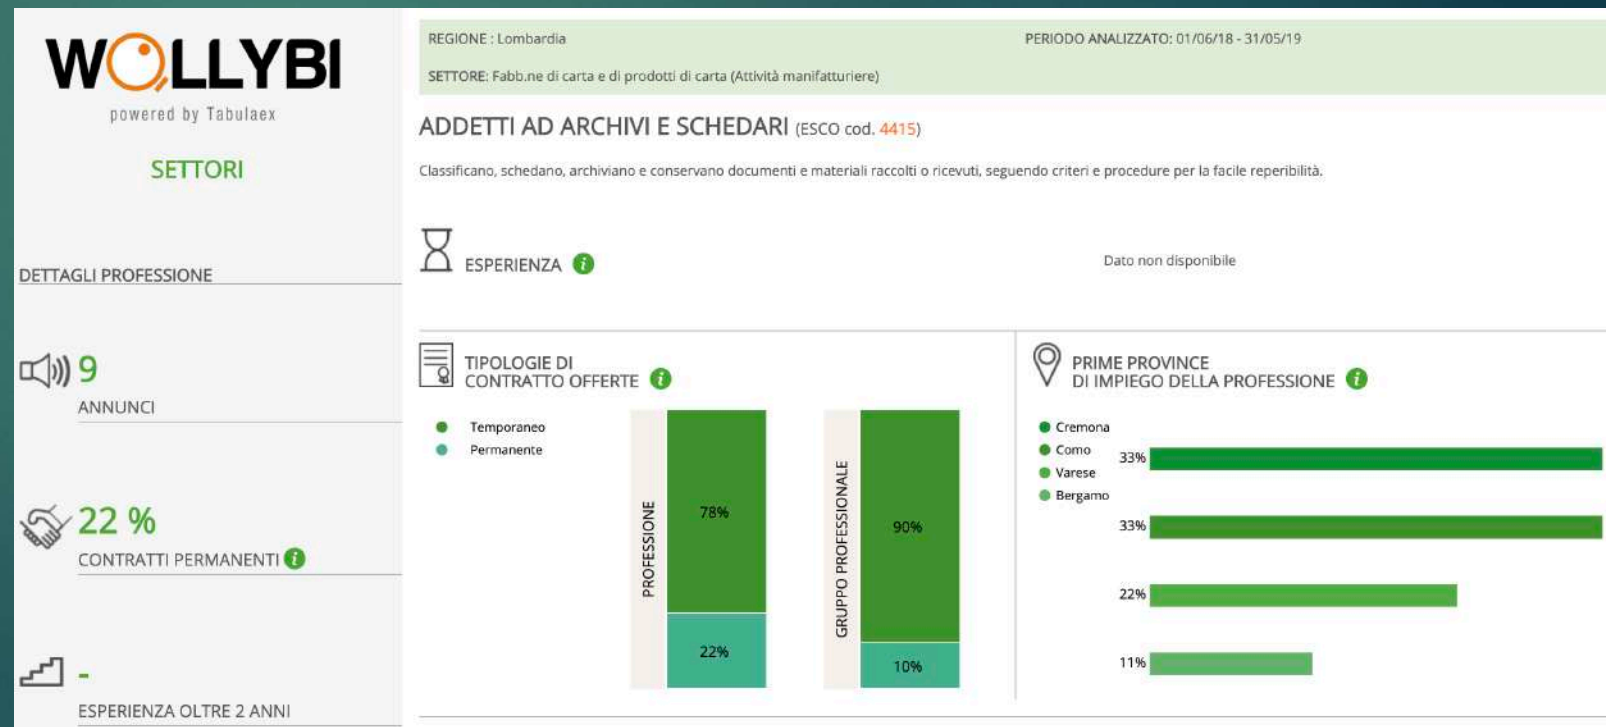 WOLLYBI
powered by Tabulaex
SETTORI
DETTAGLI PROFESSIONE
9
ANNUNCI
22 %
CONTRATTI PERMANENTI i
-
ESPERIENZA OLTRE 2 ANNI
REGIONE : Lombardia
PERIODO ANALIZZATO: 01/06/18 - 31/05/19
SETTORE: Fabb.ne di carta e di prodotti di carta (Attività manifatturiere)
ADDETTI AD ARCHIVI E SCHEDARI (ESCO cod. 4415)
Classificano, schedano, archiviano e conservano documenti e materiali raccolti o ricevuti, seguendo criteri e procedure per la facile reperibilità.
ESPERIENZA i
Dato non disponibile
TIPOLOGIE DI
CONTRATTO OFFERTE i
Temporaneo
Permanente
PROFESSIONE
78%
22%
GRUPPO PROFESSIONALE
90%
10%
PRIME PROVINCE
DI IMPIEGO DELLA PROFESSIONE i
Cremona
Como
Varese
Bergamo
33%
33%
22%
11%